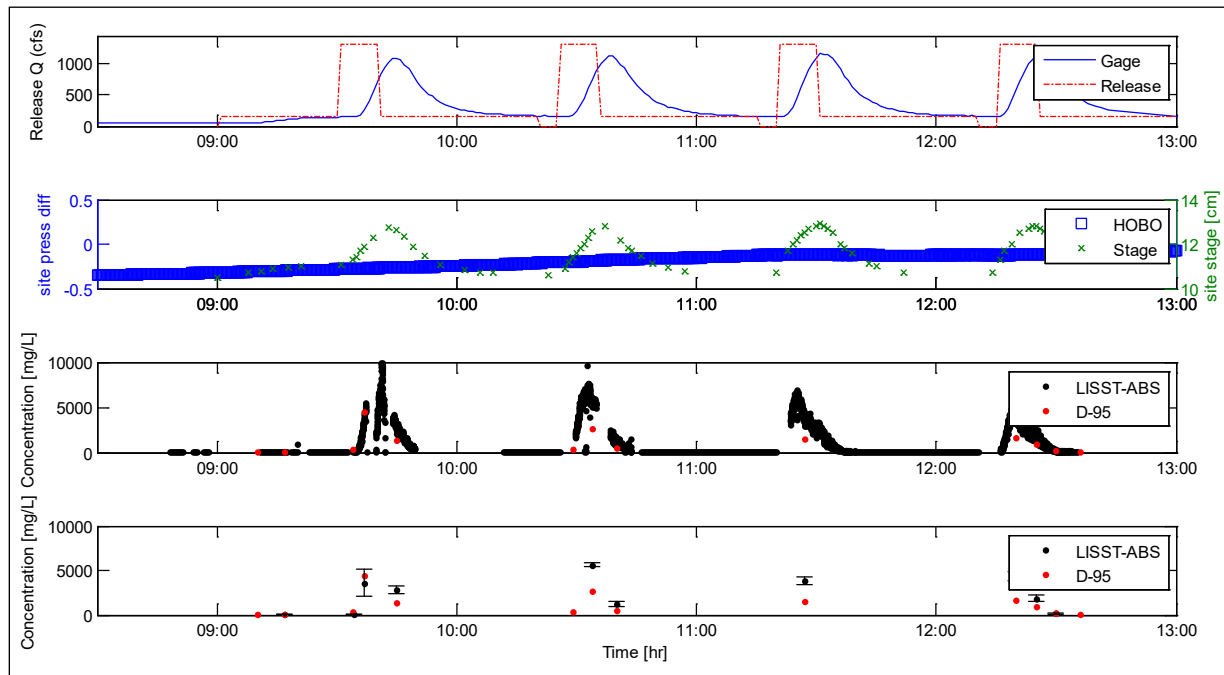 Release Q (cfs)
1000
500
0
Gage
Release
09:00
10:00
11:00
12:00
13:00
site press diff
0.5
0
-0.5
HOBO
Stage
14
12
10
site stage [cm]
09:00
10:00
11:00
12:00
13:00
Concentration [mg/L]
10000
5000
0
LISST-ABS
D-95
09:00
10:00
11:00
12:00
13:00
Concentration [mg/L]
10000
5000
0
LISST-ABS
D-95
09:00
10:00
11:00
12:00
13:00
Time [hr]